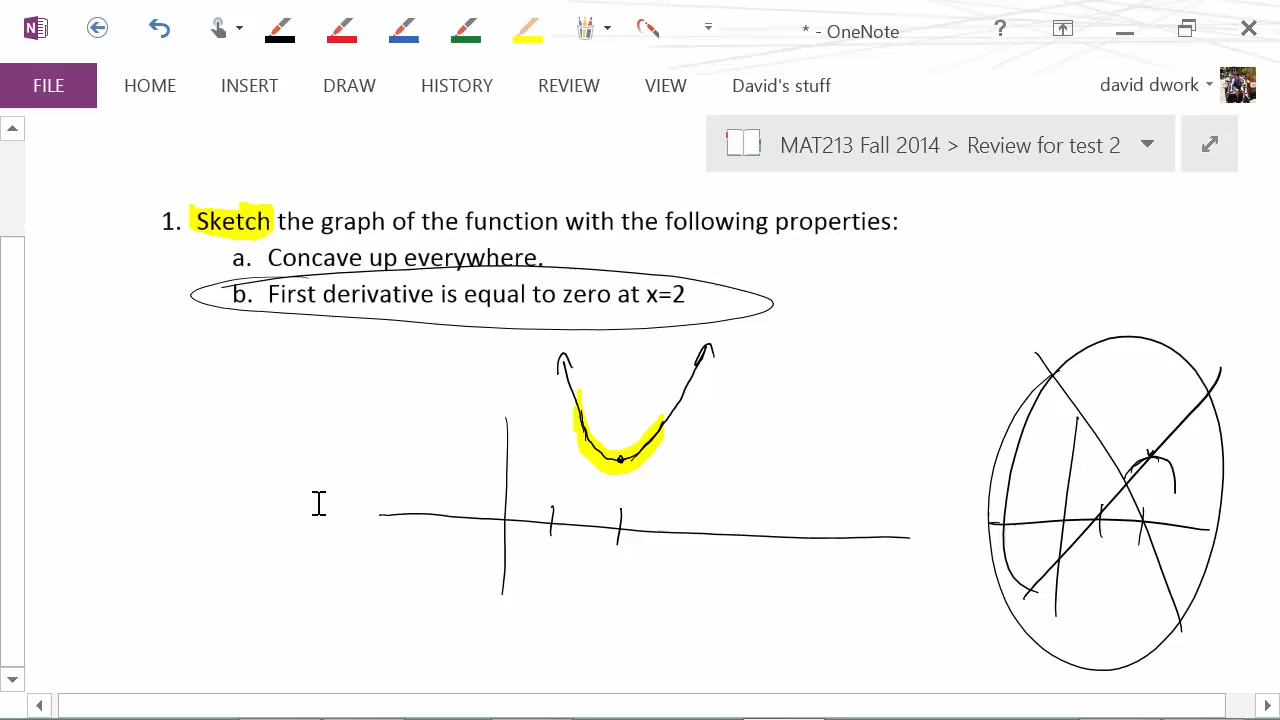 * - OneNote
?
FILE HOME INSERT DRAW HISTORY REVIEW VIEW David's stuff david dwork
MAT213 Fall 2014 > Review for test 2
1. Sketch the graph of the function with the following properties:
a. Concave up everywhere.
b. First derivative is equal to zero at x=2